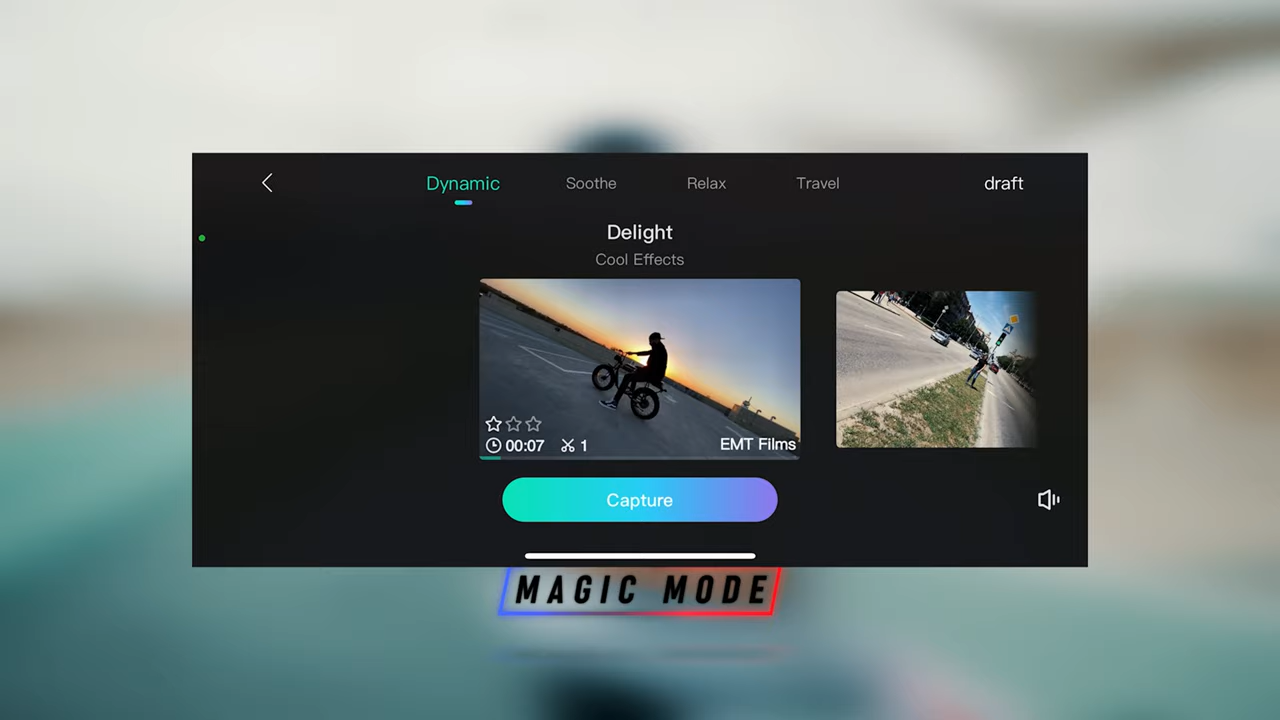 Dynamic Soothe Relax Travel draft
Delight
Cool Effects
00:07 1 EMT Films
Capture
MAGIC MODE